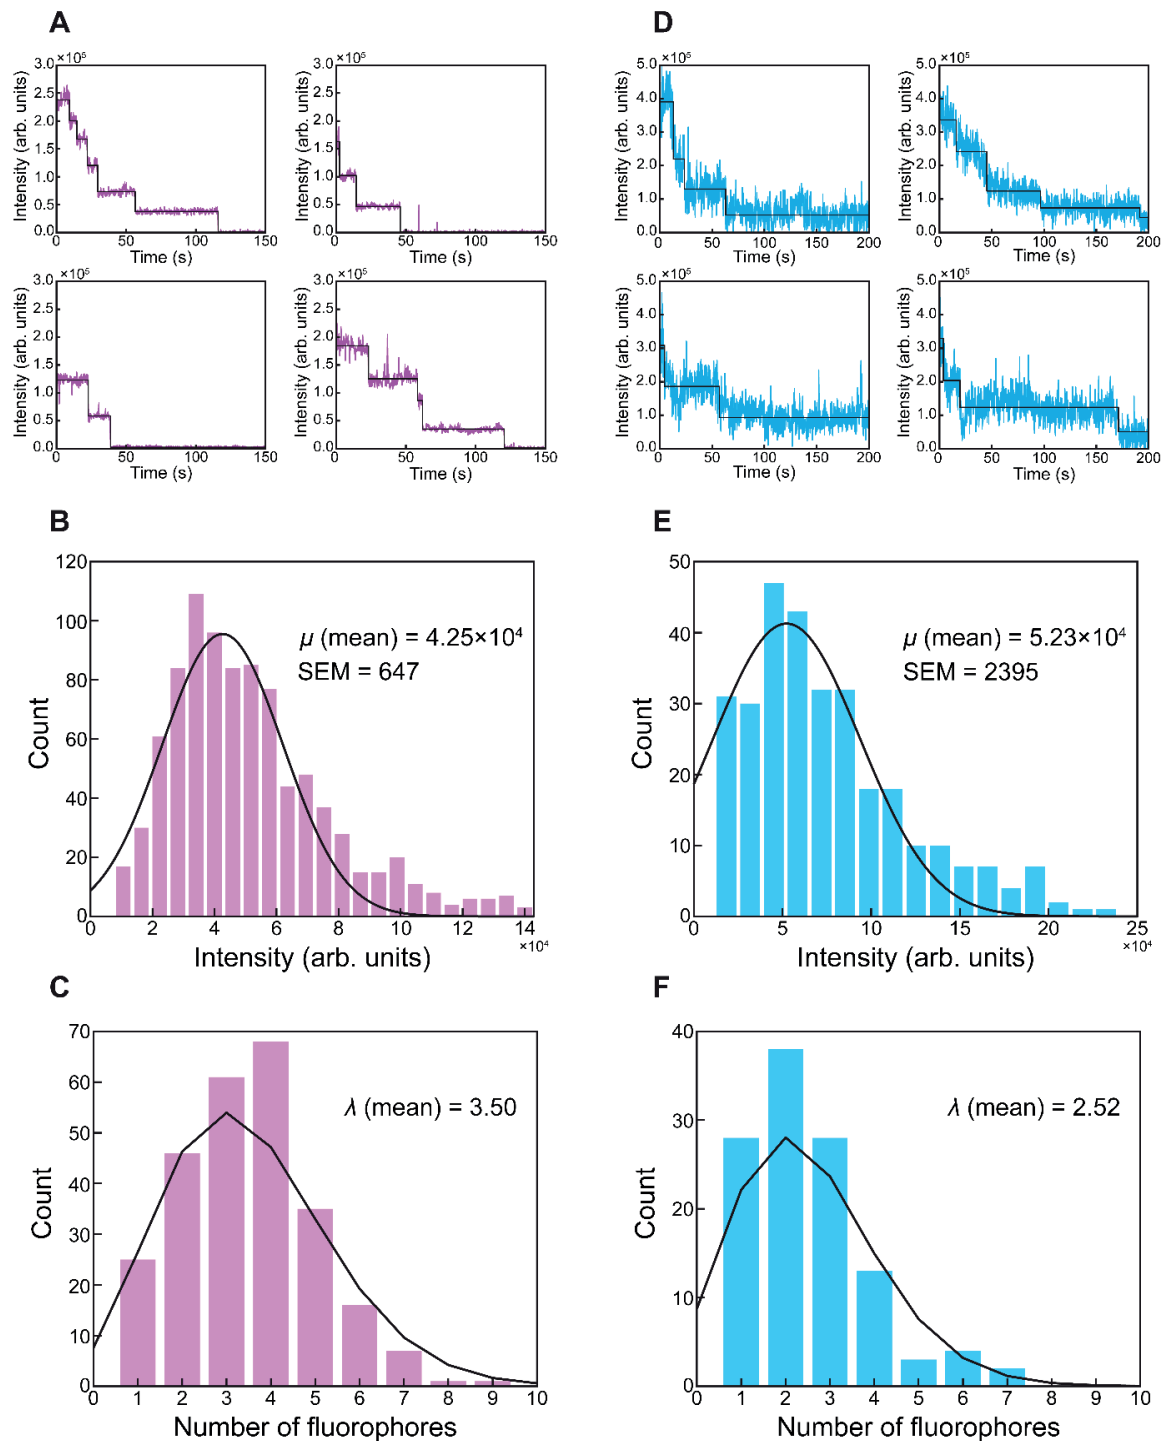 A
D
×10⁵
3.0
2.5
2.0
1.5
1.0
0.5
0.0
Intensity (arb. units)
0 50 100 150
Time (s)
×10⁵
3.0
2.5
2.0
1.5
1.0
0.5
0.0
Intensity (arb. units)
0 50 100 150
Time (s)
×10⁵
5.0
4.0
3.0
2.0
1.0
0.0
Intensity (arb. units)
0 50 100 150 200
Time (s)
×10⁵
5.0
4.0
3.0
2.0
1.0
0.0
Intensity (arb. units)
0 50 100 150 200
Time (s)
×10⁵
3.0
2.5
2.0
1.5
1.0
0.5
0.0
Intensity (arb. units)
0 50 100 150
Time (s)
×10⁵
3.0
2.5
2.0
1.5
1.0
0.5
0.0
Intensity (arb. units)
0 50 100 150
Time (s)
×10⁵
5.0
4.0
3.0
2.0
1.0
0.0
Intensity (arb. units)
0 50 100 150 200
Time (s)
×10⁵
5.0
4.0
3.0
2.0
1.0
0.0
Intensity (arb. units)
0 50 100 150 200
Time (s)
B
120
100
80
60
40
20
0
Count
μ (mean) = 4.25×10⁴
SEM = 647
0 2 4 6 8 10 12 14
×10⁴
Intensity (arb. units)
E
50
40
30
20
10
0
Count
μ (mean) = 5.23×10⁴
SEM = 2395
0 5 10 15 20 25
×10⁴
Intensity (arb. units)
C
70
60
50
40
30
20
10
0
Count
λ (mean) = 3.50
0 1 2 3 4 5 6 7 8 9 10
Number of fluorophores
F
40
30
20
10
0
Count
λ (mean) = 2.52
0 1 2 3 4 5 6 7 8 9 10
Number of fluorophores